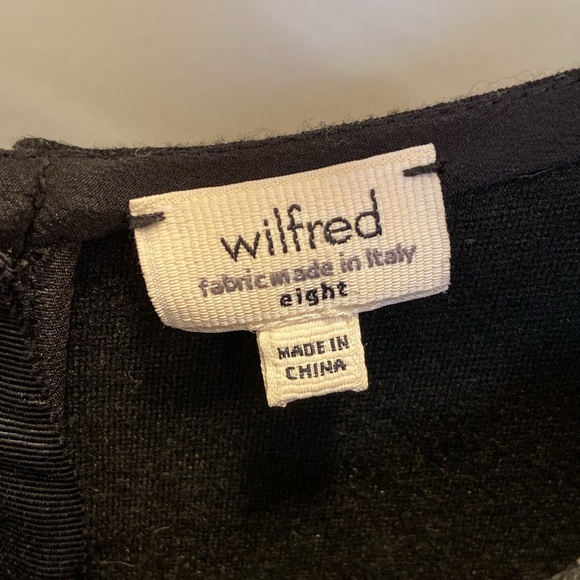 wilfred
fabric made in Italy
eight
MADE IN
CHINA